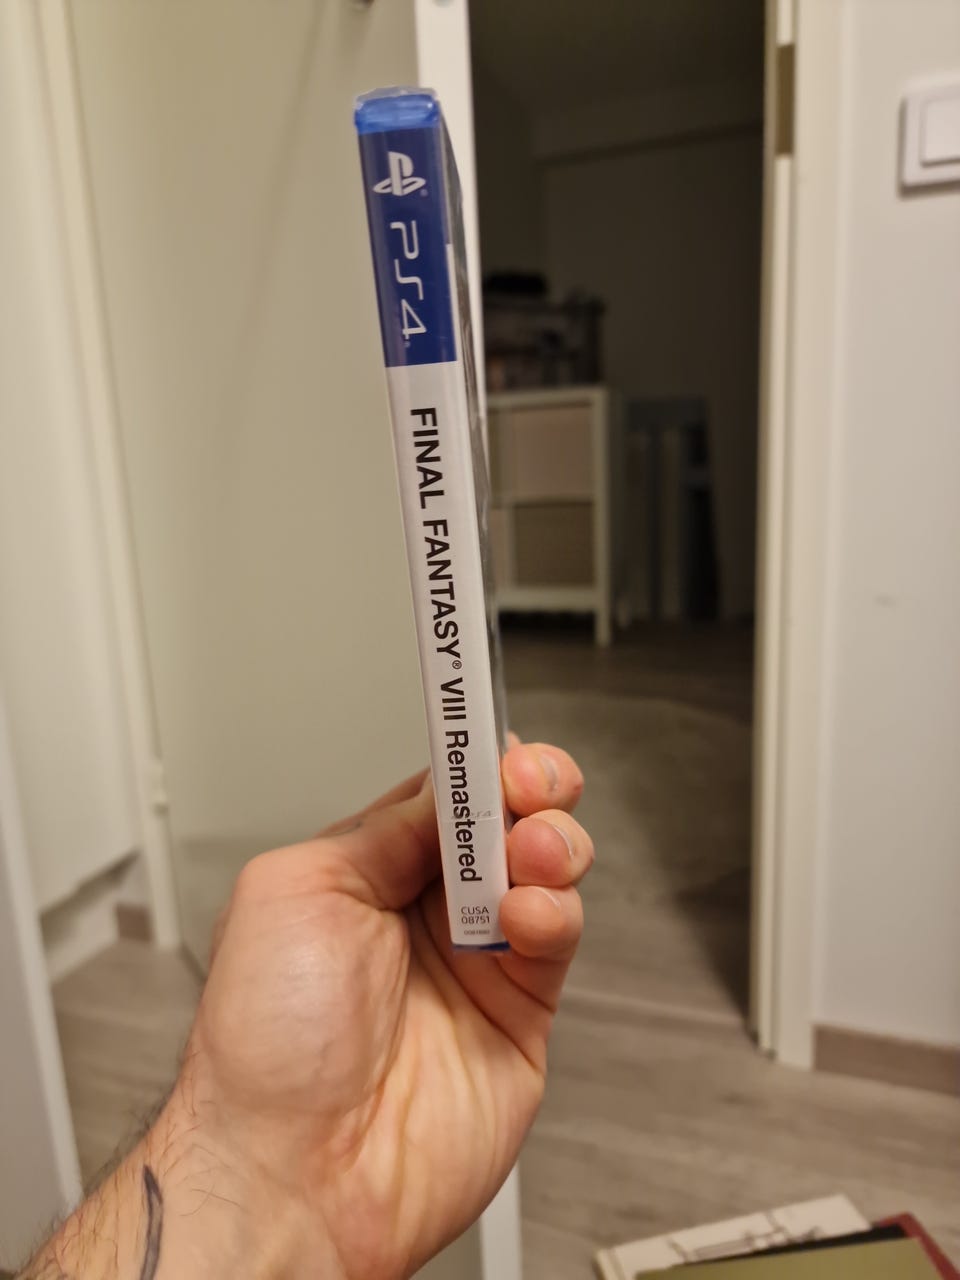 PS4
FINAL FANTASY® VIII Remastered
CUSA
08751